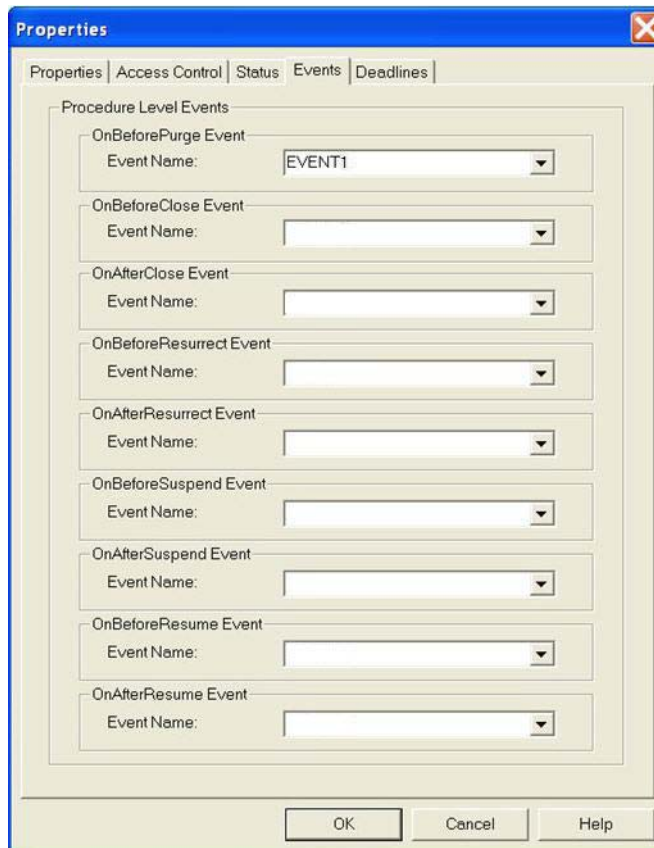 Properties
Properties Access Control Status Events Deadlines
Procedure Level Events
OnBeforePurge Event
Event Name: EVENT1
OnBeforeClose Event
Event Name:
OnAfterClose Event
Event Name:
OnBeforeResurrect Event
Event Name:
OnAfterResurrect Event
Event Name:
OnBeforeSuspend Event
Event Name:
OnAfterSuspend Event
Event Name:
OnBeforeResume Event
Event Name:
OnAfterResume Event
Event Name:
OK Cancel Help